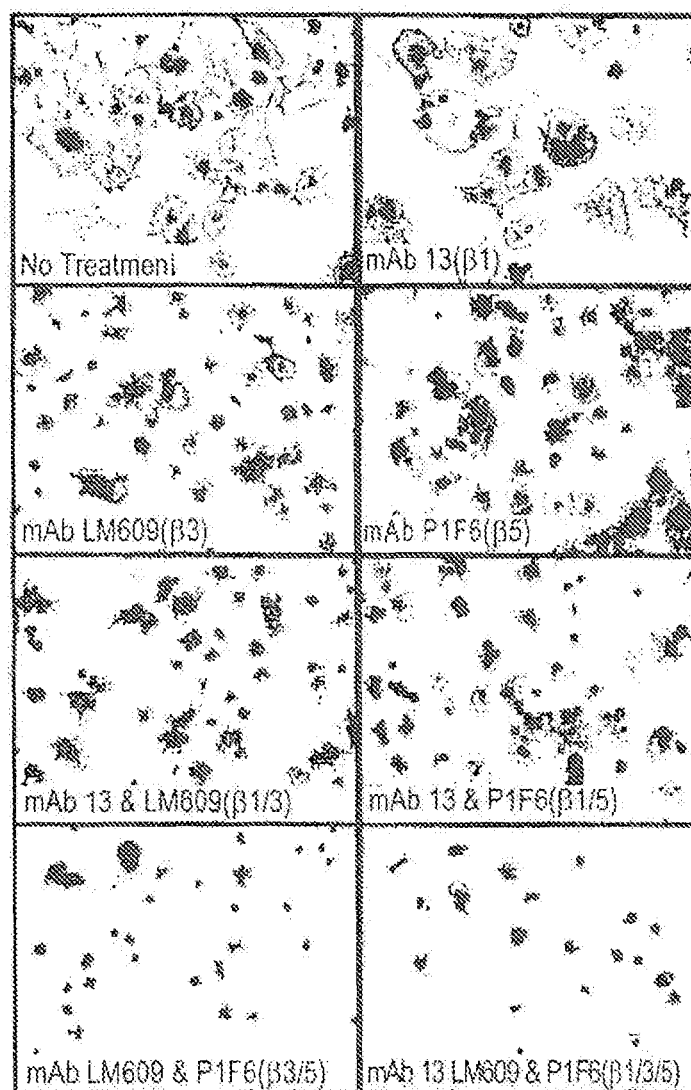 No Treatment
mAb 13(β1)
mAb LM609(β3)
mAb P1F6(β5)
mAb 13 & LM609(β1/3)
mAb 13 & P1F6(β1/5)
mAb LM609 & P1F6(β3/5)
mAb 13 LM609 & P1F6(β1/3/5)